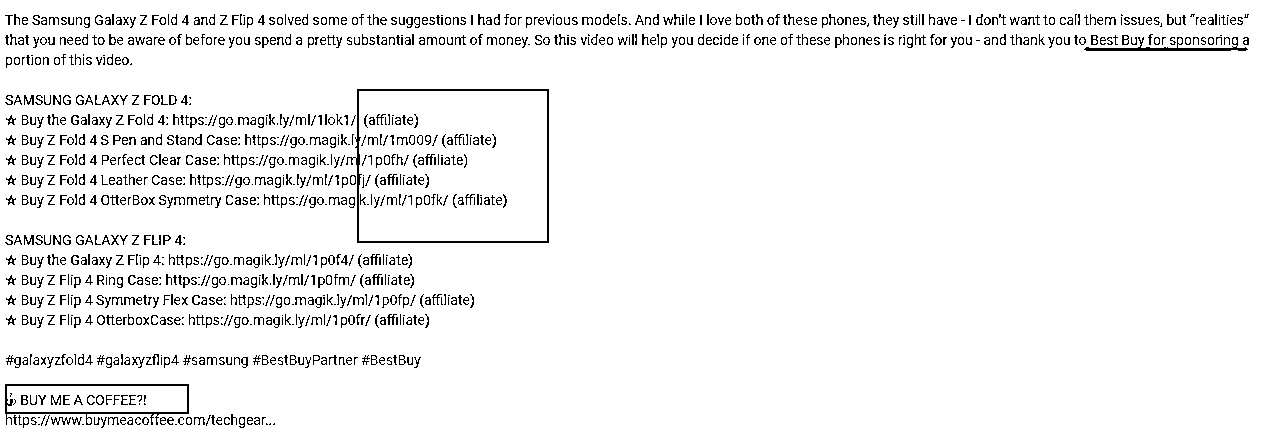 The Samsung Galaxy Z Fold 4 and Z Flip 4 solved some of the suggestions I had for previous models. And while I love both of these phones, they still have - I don't want to call them issues, but "realities"
that you need to be aware of before you spend a pretty substantial amount of money. So this video will help you decide if one of these phones is right for you - and thank you to Best Buy for sponsoring a
portion of this video.
SAMSUNG GALAXY Z FOLD 4:
★ Buy the Galaxy Z Fold 4: https://go.magik.ly/ml/1lok1/ (affiliate)
★ Buy Z Fold 4 S Pen and Stand Case: https://go.magik.ly/ml/1m009/ (affiliate)
★ Buy Z Fold 4 Perfect Clear Case: https://go.magik.ly/ml/1p0fh/ (affiliate)
★ Buy Z Fold 4 Leather Case: https://go.magik.ly/ml/1p0fj/ (affiliate)
★ Buy Z Fold 4 OtterBox Symmetry Case: https://go.magik.ly/ml/1p0fk/ (affiliate)
SAMSUNG GALAXY Z FLIP 4:
★ Buy the Galaxy Z Flip 4: https://go.magik.ly/ml/1p0f4/ (affiliate)
★ Buy Z Flip 4 Ring Case: https://go.magik.ly/ml/1p0fm/ (affiliate)
★ Buy Z Flip 4 Symmetry Flex Case: https://go.magik.ly/ml/1p0fp/ (affiliate)
★ Buy Z Flip 4 OtterboxCase: https://go.magik.ly/ml/1p0fr/ (affiliate)
#galaxyzfold4 #galaxyzflip4 #samsung #BestBuyPartner #BestBuy
BUY ME A COFFEE?!
https://www.buymeacoffee.com/techgear...